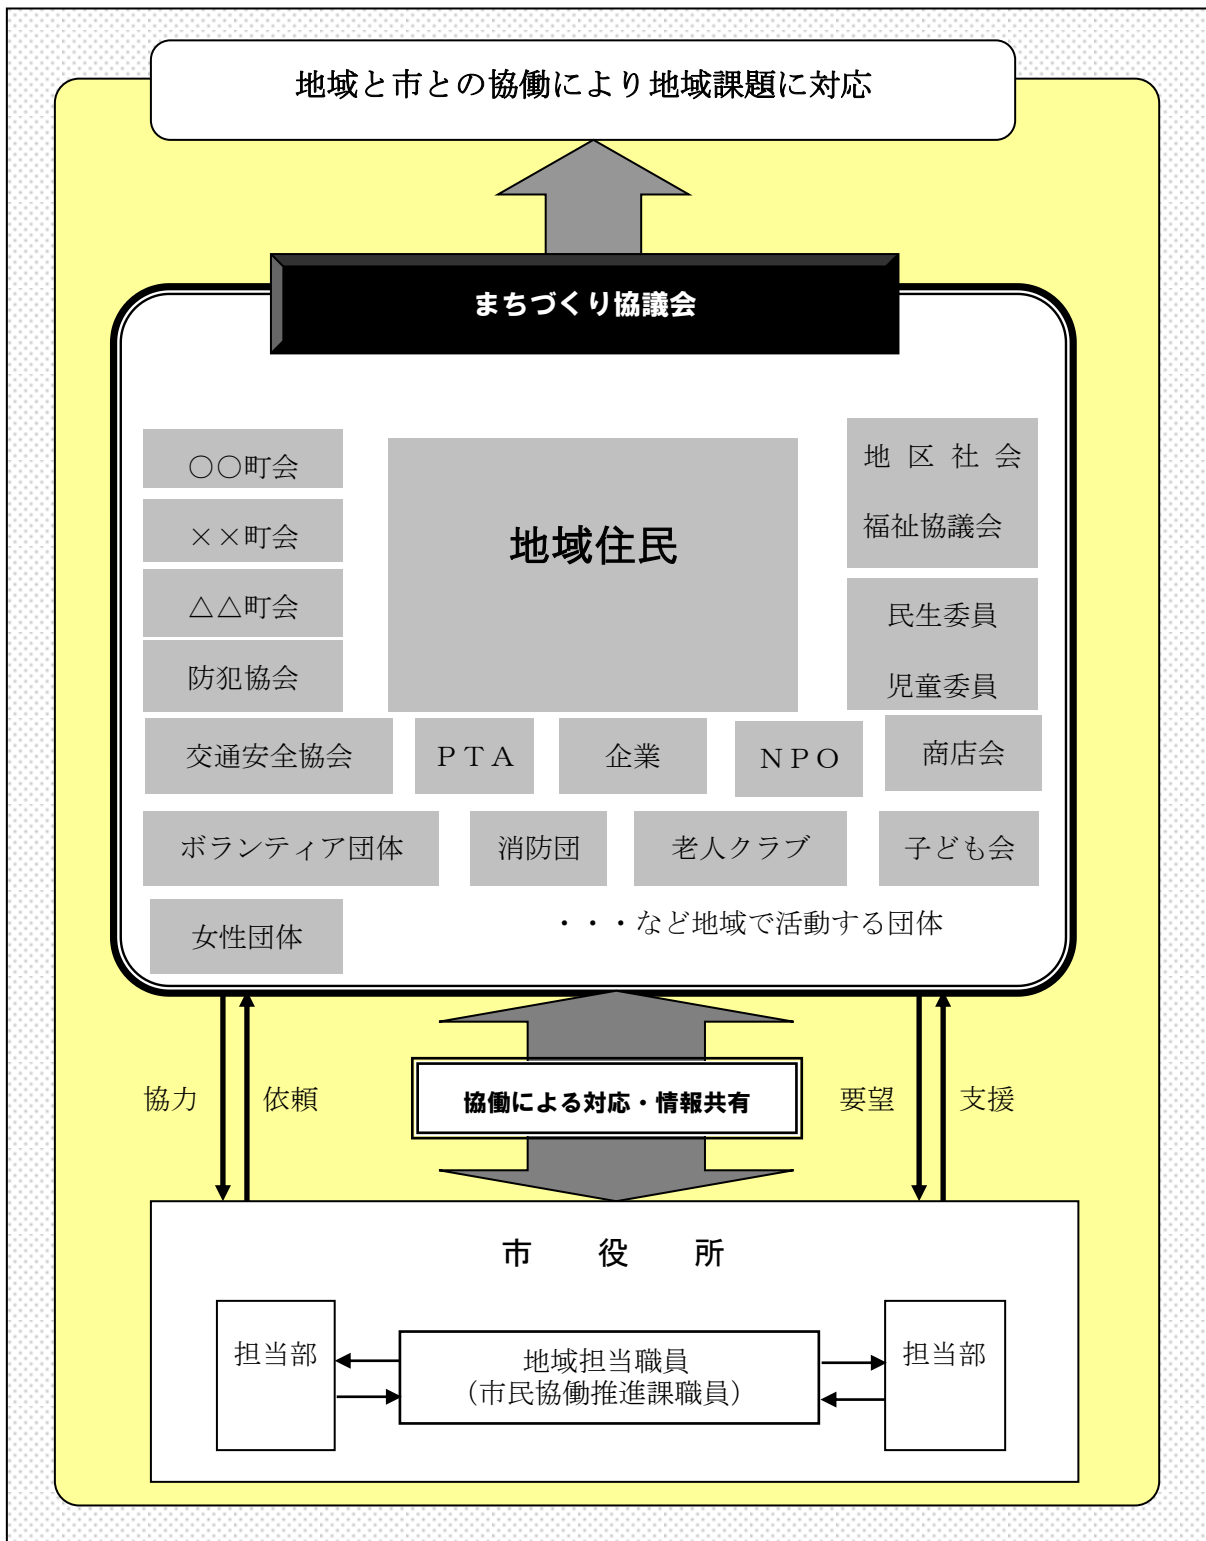 地域と市との協働により地域課題に対応
まちづくり協議会
○○町会
××町会
△△町会
防犯協会
地域住民
地区社会
福祉協議会
民生委員
児童委員
交通安全協会
ＰＴＡ
企業
ＮＰＯ
商店会
ボランティア団体
消防団
老人クラブ
子ども会
女性団体
・・・など地域で活動する団体
協力
依頼
協働による対応・情報共有
要望
支援
市役所
担当部
地域担当職員
（市民協働推進課職員）
担当部